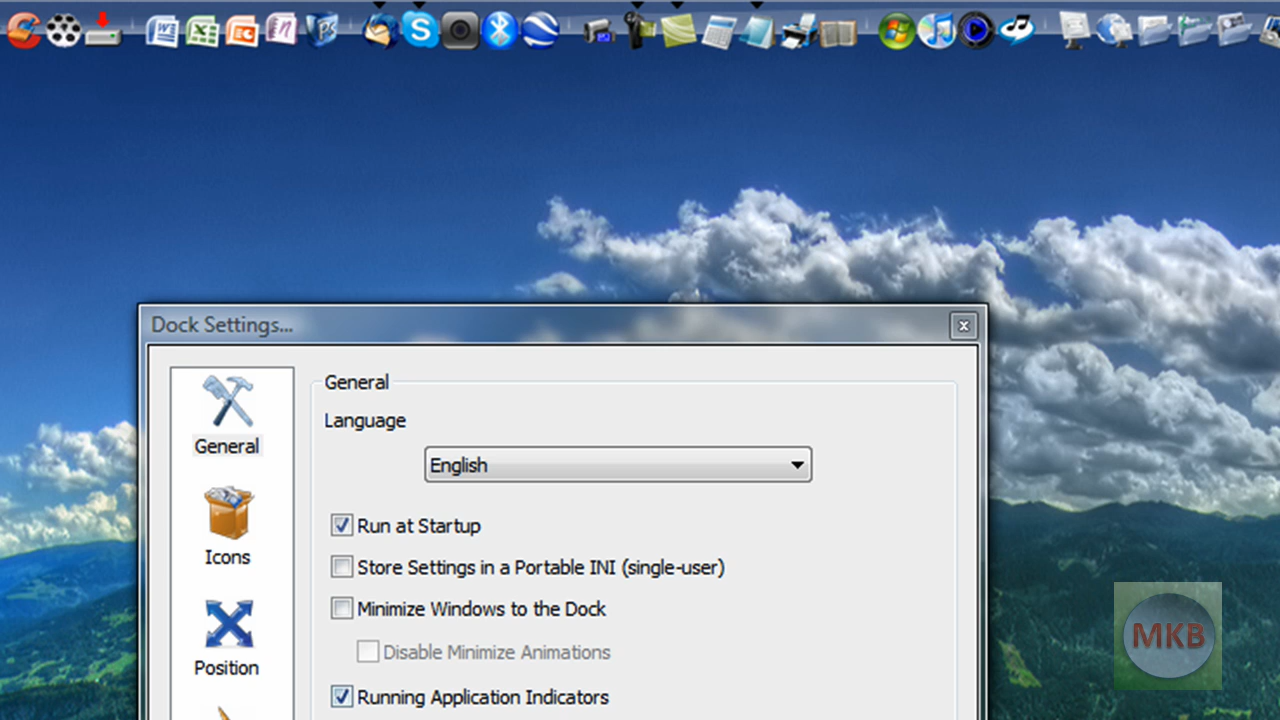 Dock Settings...
General
Language
English
Run at Startup
Store Settings in a Portable INI (single-user)
Minimize Windows to the Dock
Disable Minimize Animations
Running Application Indicators
General
Icons
Position
MKB
Ps